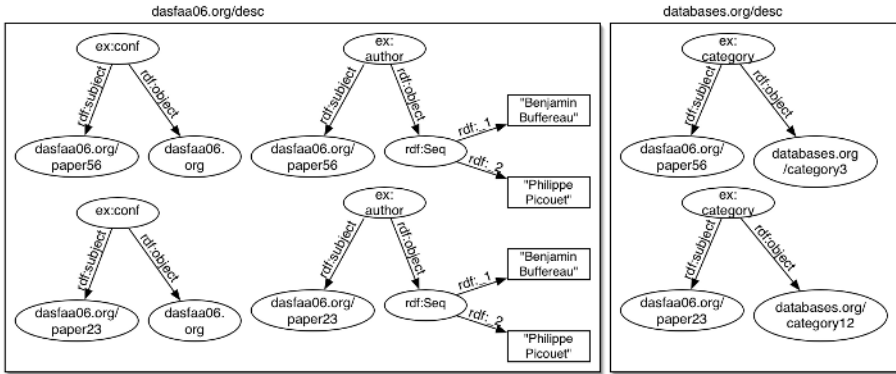 dasfaa06.org/desc
databases.org/desc
ex:conf
rdf:subject
rdf:object
dasfaa06.org/
paper56
dasfaa06.
org
ex:
author
rdf:subject
rdf:object
dasfaa06.org/
paper56
rdf:Seq
rdf:_1
"Benjamin
Buffereau"
rdf:_2
"Philippe
Picouet"
ex:conf
rdf:subject
rdf:object
dasfaa06.org/
paper23
dasfaa06.
org
ex:
author
rdf:subject
rdf:object
dasfaa06.org/
paper23
rdf:Seq
rdf:_1
"Benjamin
Buffereau"
rdf:_2
"Philippe
Picouet"
ex:
category
rdf:subject
rdf:object
dasfaa06.org/
paper56
databases.org
/category3
ex:
category
rdf:subject
rdf:object
dasfaa06.org/
paper23
databases.org/
category12